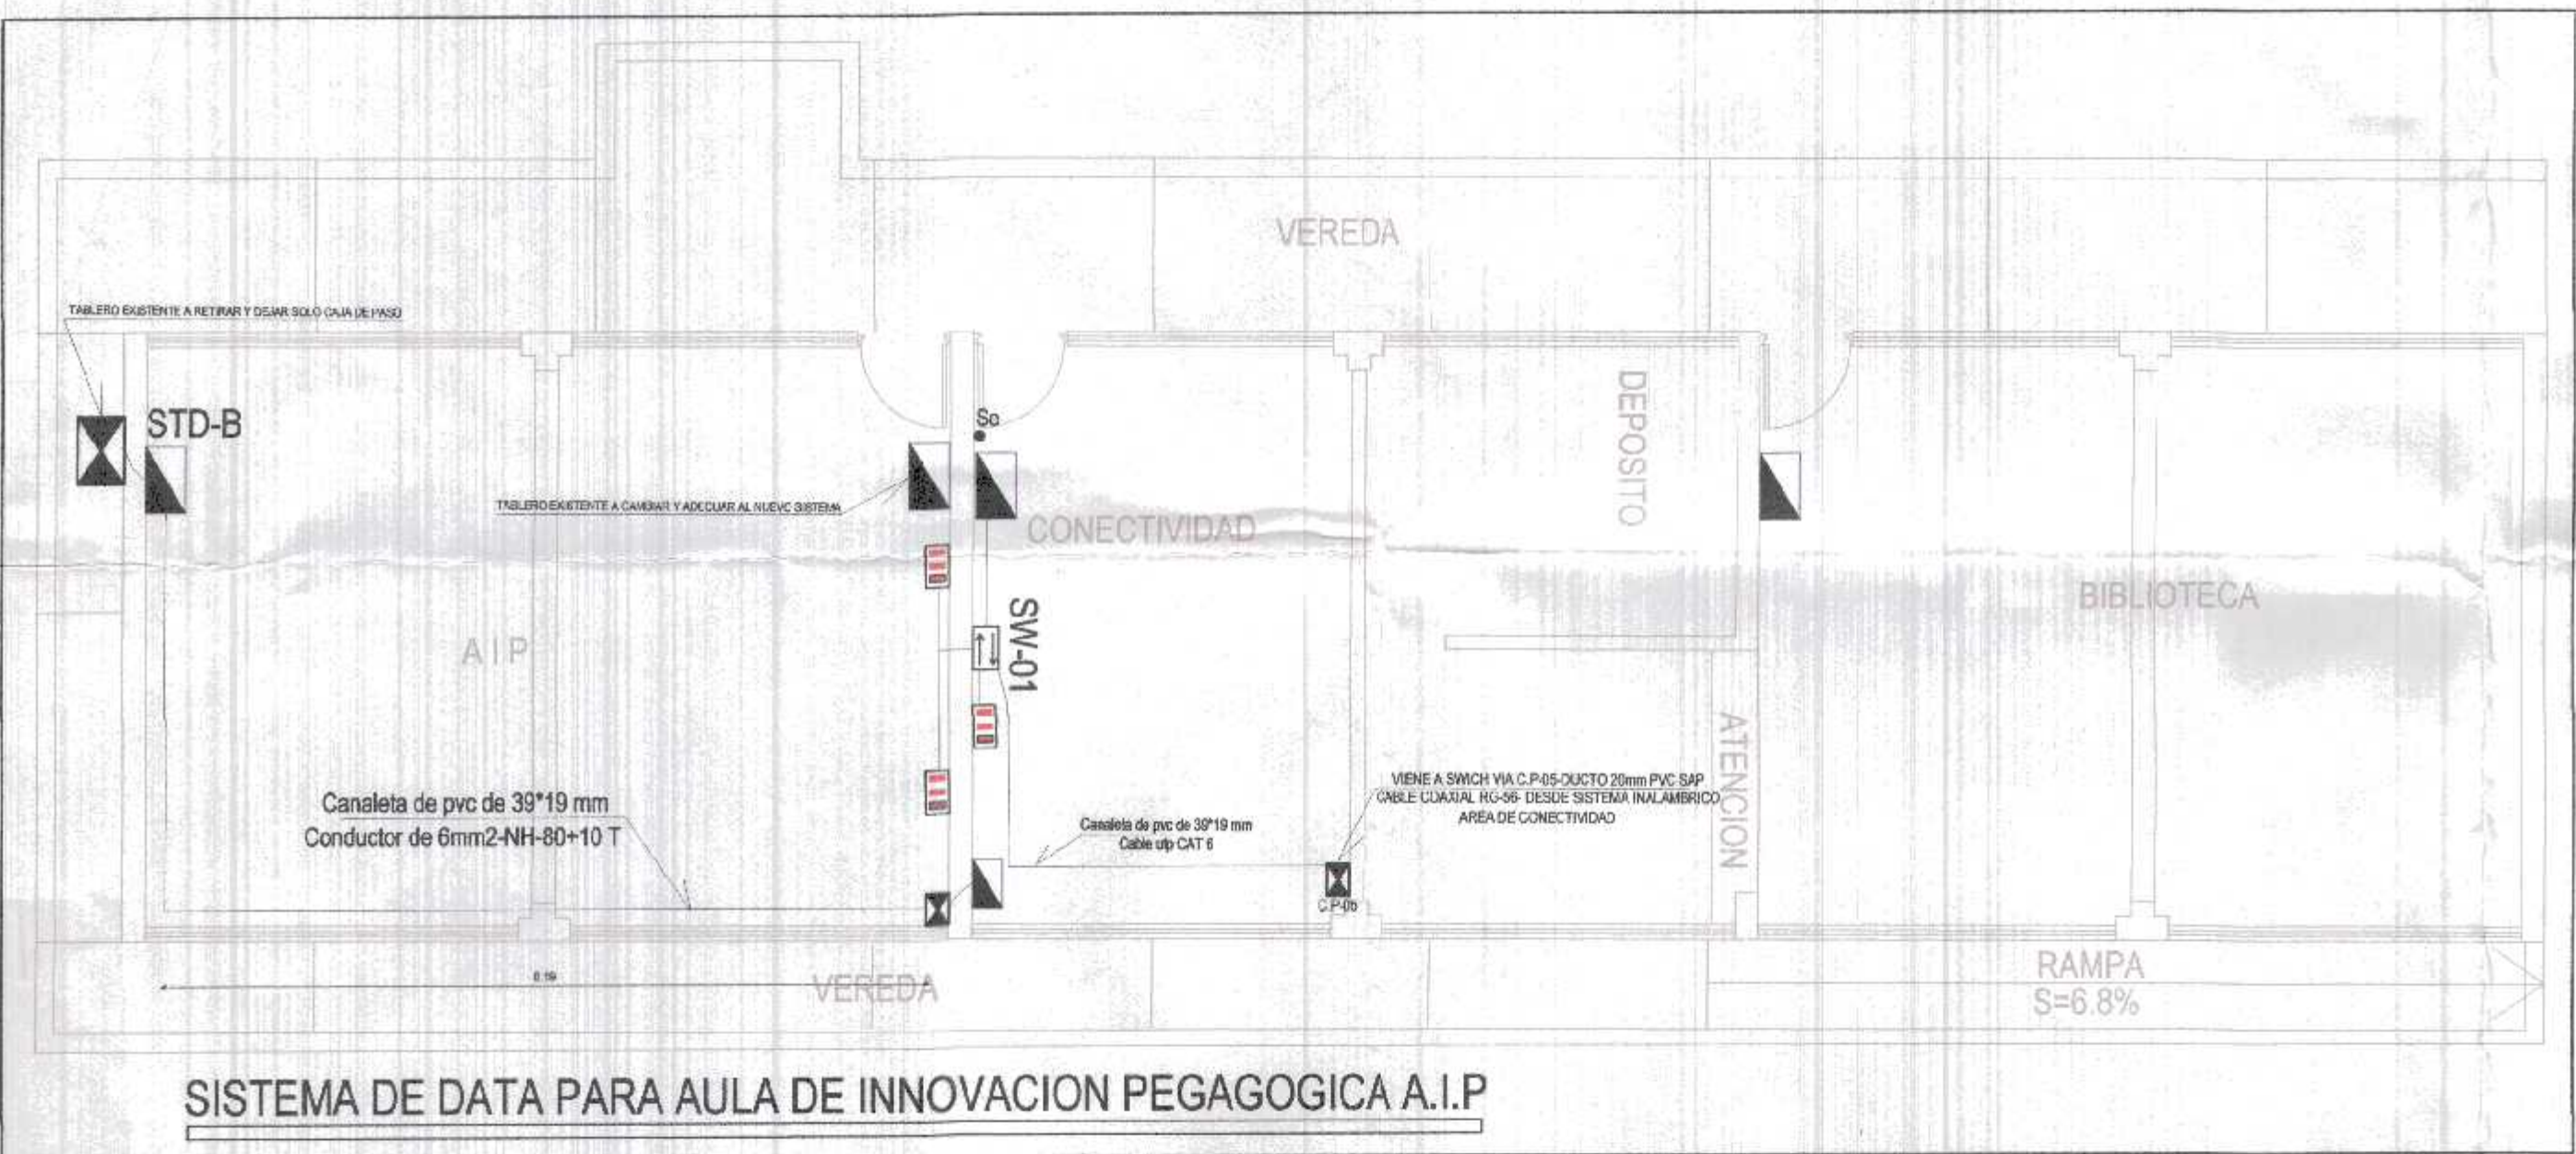 VEREDA
TABLERO EXISTENTE A RETIRAR Y DEJAR SOLO CAJA DE PASO
STD-B
Sa
DEPOSITO
TABLERO EXISTENTE A CAMBIAR Y ADECUAR AL NUEVO SISTEMA
CONECTIVIDAD
BIBLIOTECA
A I P
SW-01
ATENCION
VIENE A SWICH VIA C.P-05-DUCTO 20mm PVC SAP
CABLE COAXIAL RG-56- DESDE SISTEMA INALAMBRICO
AREA DE CONECTIVIDAD
Canaleta de pvc de 39*19 mm
Conductor de 6mm2-NH-80+10 T
Canaleta de pvc de 39*19 mm
Cable utp CAT 6
VEREDA
RAMPA
S=6.8%
SISTEMA DE DATA PARA AULA DE INNOVACION PEGAGOGICA A.I.P